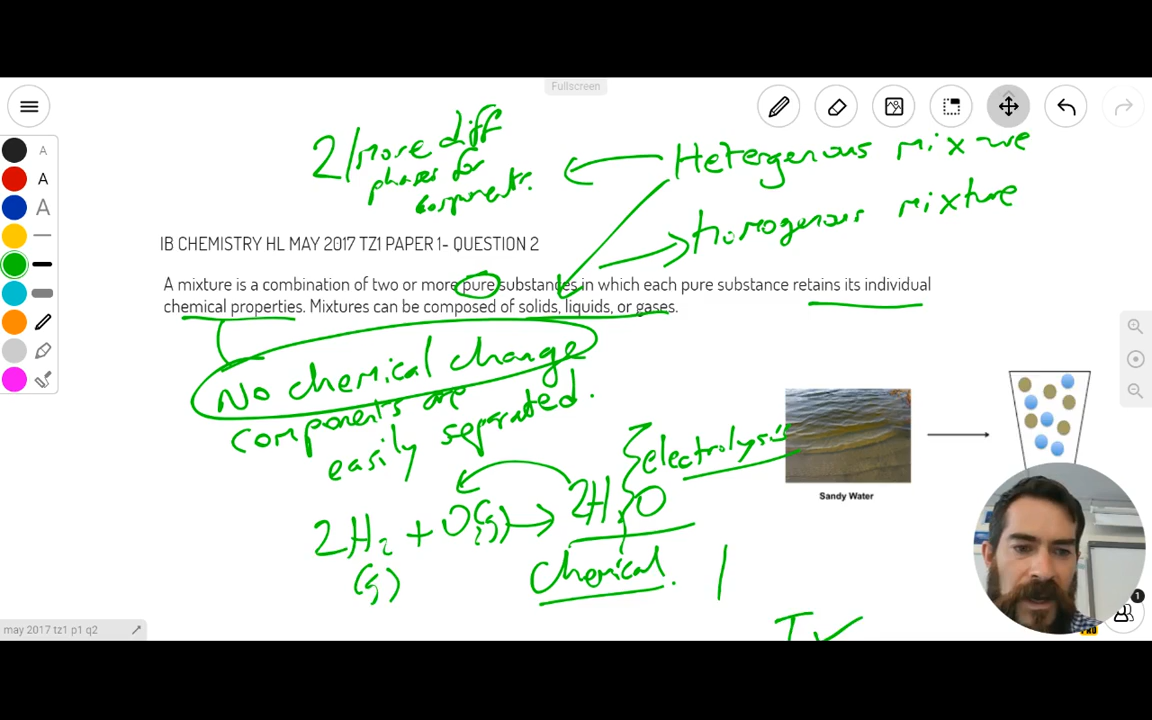 Fullscreen
2/more diff
phases for
components.
Hetergenous mixture
homogenous mixture
A
A
A
IB CHEMISTRY HL MAY 2017 TZ1 PAPER 1- QUESTION 2
A mixture is a combination of two or more pure substances in which each pure substance retains its individual
chemical properties. Mixtures can be composed of solids, liquids, or gases.
No chemical change
components are
easily separated.
electrolysis
2H₂ + O(g) → 2H₂O
(g)
Chemical.
Sandy Water
I ✓
may 2017 tz1 p1 q2
1
PRO